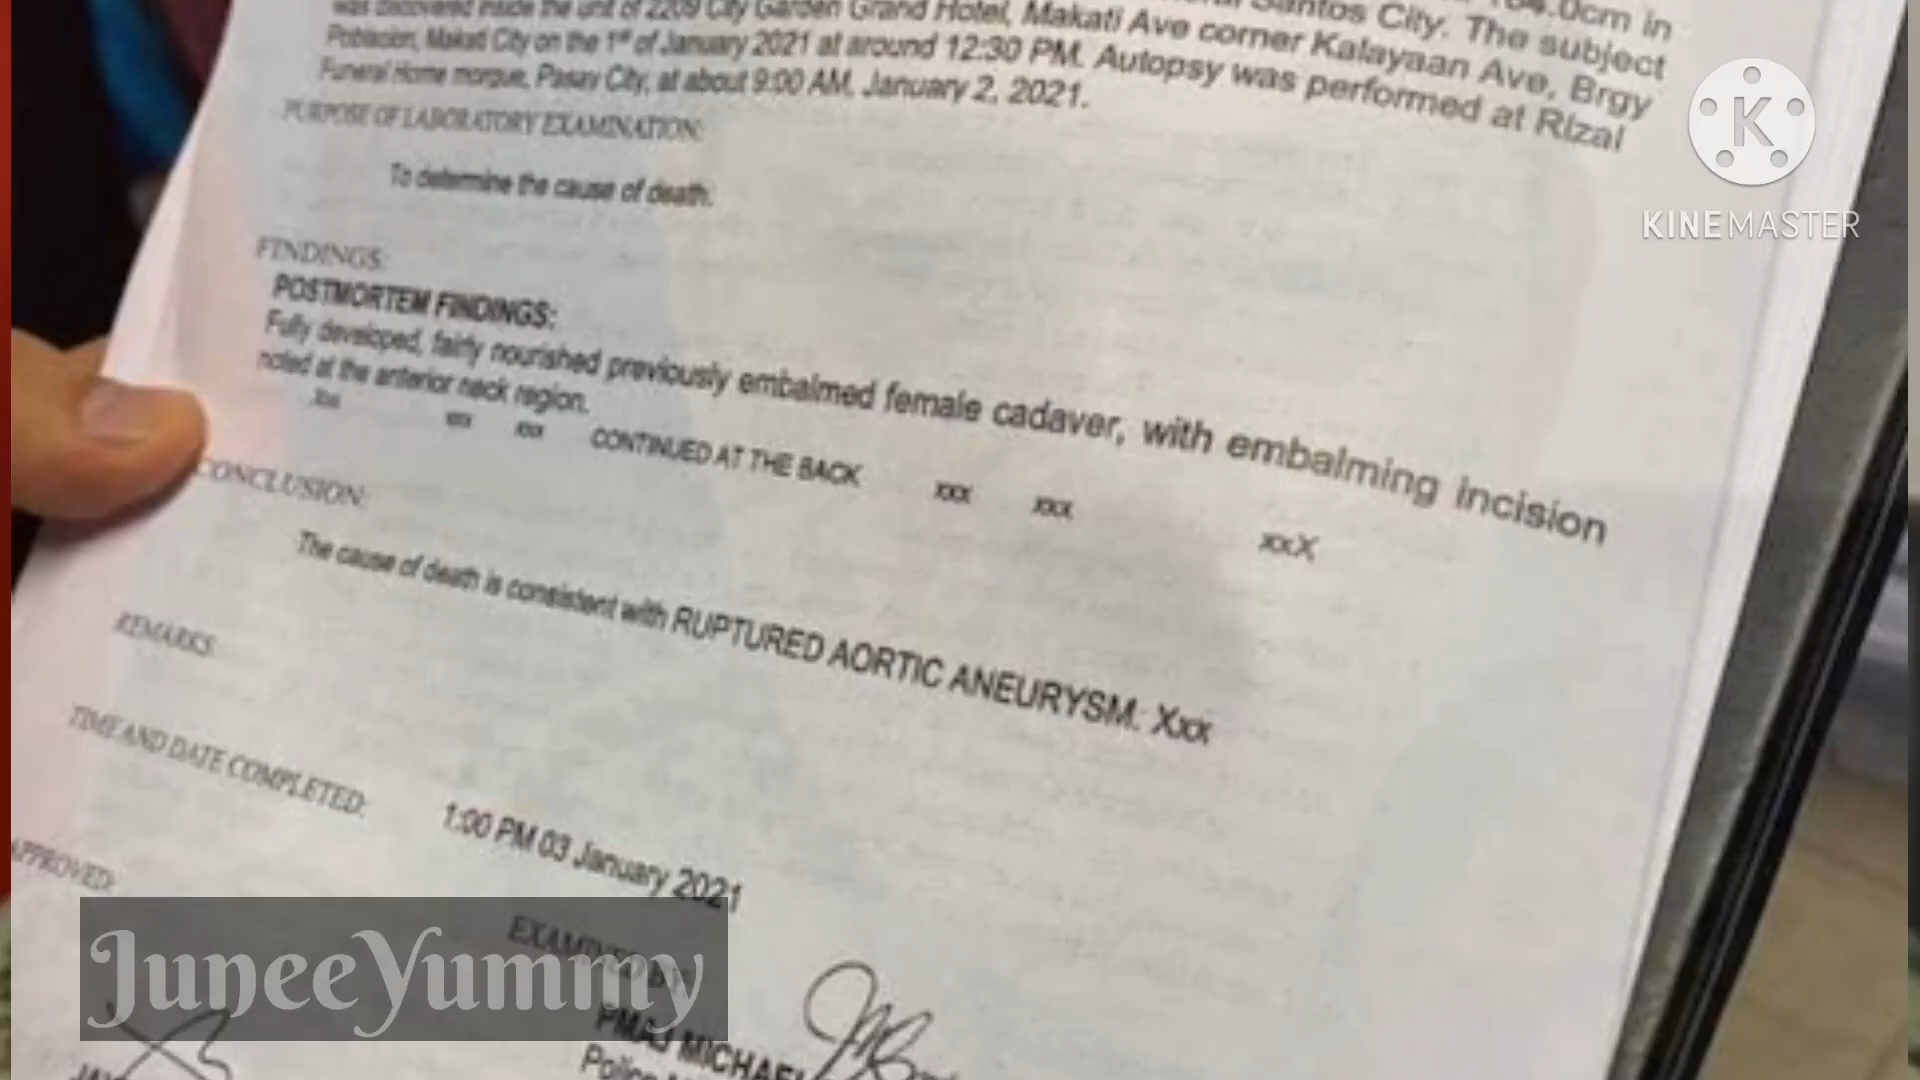 184.0cm in
Santos City. The subject
was discovered inside the unit of 2209 City Garden Grand Hotel, Makati Ave corner Kalayaan Ave, Brgy
Poblacion, Makati City on the 1st of January 2021 at around 12:30 PM. Autopsy was performed at Rizal
Funeral Home morgue, Pasay City, at about 9:00 AM, January 2, 2021.
PURPOSE OF LABORATORY EXAMINATION:
To determine the cause of death.
FINDINGS:
POSTMORTEM FINDINGS:
Fully developed, fairly nourished previously embalmed female cadaver, with embalming incision
noted at the anterior neck region.
xxx xxx xxx CONTINUED AT THE BACK xxx xxx xxX
CONCLUSION:
The cause of death is consistent with RUPTURED AORTIC ANEURYSM. Xxx
REMARKS:
TIME AND DATE COMPLETED:
1:00 PM 03 January 2021
APPROVED:
EXAMINED BY:
PMAJ MICHAEL
Police
K
KINEMASTER
JuneeYummy